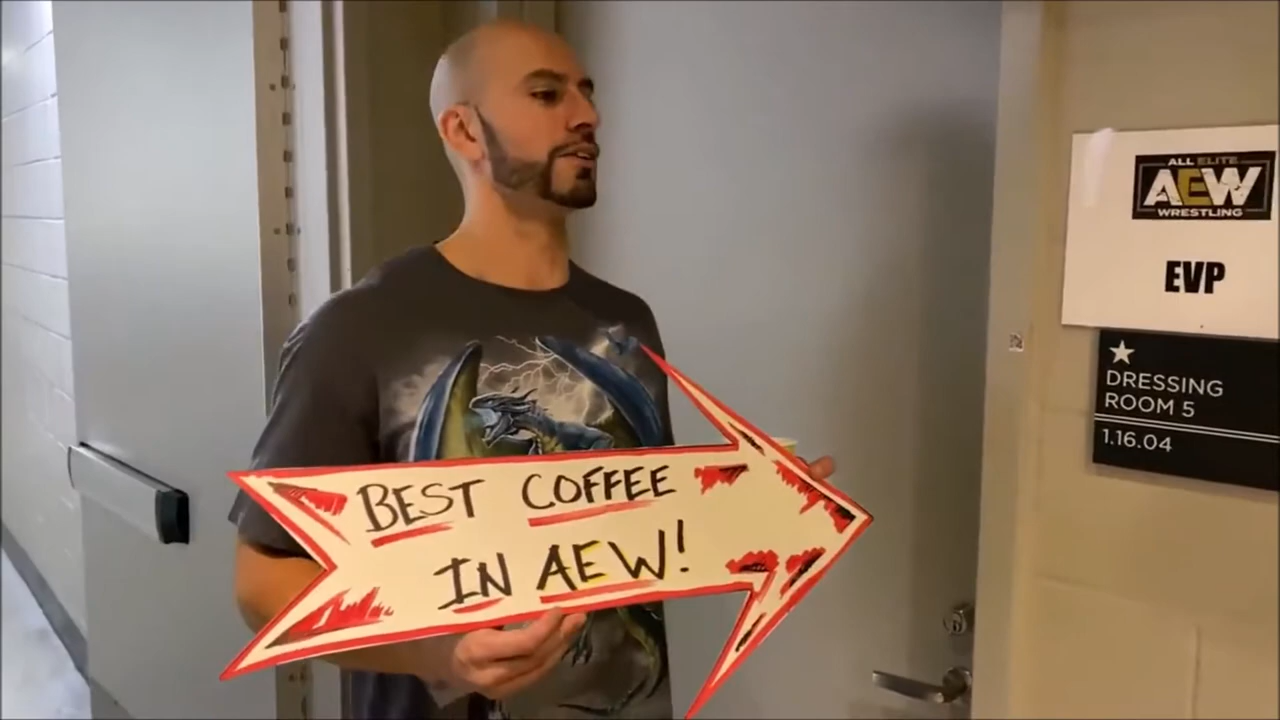 BEST COFFEE
IN AEW!
ALL ELITE
AEW
WRESTLING
EVP
DRESSING
ROOM 5
1.16.04